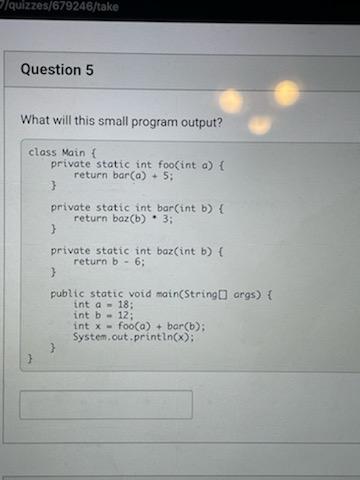 7/quizzes/679246/take
Question 5
What will this small program output?
class Main {
private static int foo(int a) {
return bar(a) + 5;
}
private static int bar(int b) {
return baz(b) * 3;
}
private static int baz(int b) {
return b - 6;
}
public static void main(String[] args) {
int a = 18;
int b = 12;
int x = foo(a) + bar(b);
System.out.println(x);
}
}